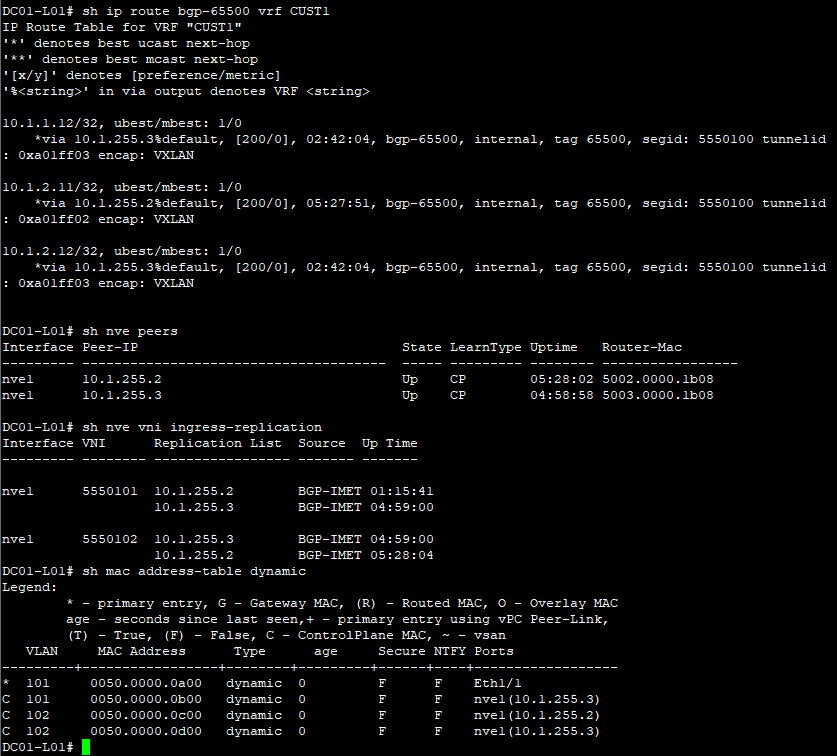 DC01-L01# sh ip route bgp-65500 vrf CUST1
IP Route Table for VRF "CUST1"
'*' denotes best ucast next-hop
'**' denotes best mcast next-hop
'[x/y]' denotes [preference/metric]
'%<string>' in via output denotes VRF <string>

10.1.1.12/32, ubest/mbest: 1/0
    *via 10.1.255.3%default, [200/0], 02:42:04, bgp-65500, internal, tag 65500, segid: 5550100 tunnelid
: 0xa01ff03 encap: VXLAN

10.1.2.11/32, ubest/mbest: 1/0
    *via 10.1.255.2%default, [200/0], 05:27:51, bgp-65500, internal, tag 65500, segid: 5550100 tunnelid
: 0xa01ff02 encap: VXLAN

10.1.2.12/32, ubest/mbest: 1/0
    *via 10.1.255.3%default, [200/0], 02:42:04, bgp-65500, internal, tag 65500, segid: 5550100 tunnelid
: 0xa01ff03 encap: VXLAN


DC01-L01# sh nve peers
Interface Peer-IP                                 State LearnType Uptime   Router-Mac
--------- --------------------------------------  ----- --------- -------- -----------------
nve1      10.1.255.2                              Up    CP        05:28:02 5002.0000.1b08
nve1      10.1.255.3                              Up    CP        04:58:58 5003.0000.1b08

DC01-L01# sh nve vni ingress-replication
Interface VNI      Replication List  Source  Up Time
--------- -------- ----------------- ------- -------

nve1      5550101  10.1.255.2        BGP-IMET 01:15:41
                   10.1.255.3        BGP-IMET 04:59:00

nve1      5550102  10.1.255.3        BGP-IMET 04:59:00
                   10.1.255.2        BGP-IMET 05:28:04
DC01-L01# sh mac address-table dynamic
Legend:
        * - primary entry, G - Gateway MAC, (R) - Routed MAC, O - Overlay MAC
        age - seconds since last seen,+ - primary entry using vPC Peer-Link,
        (T) - True, (F) - False, C - ControlPlane MAC, ~ - vsan
   VLAN     MAC Address      Type      age     Secure NTFY Ports
---------+-----------------+--------+---------+------+----+------------------
*  101     0050.0000.0a00   dynamic  0         F      F    Eth1/1
C  101     0050.0000.0b00   dynamic  0         F      F    nve1(10.1.255.3)
C  102     0050.0000.0c00   dynamic  0         F      F    nve1(10.1.255.2)
C  102     0050.0000.0d00   dynamic  0         F      F    nve1(10.1.255.3)
DC01-L01#